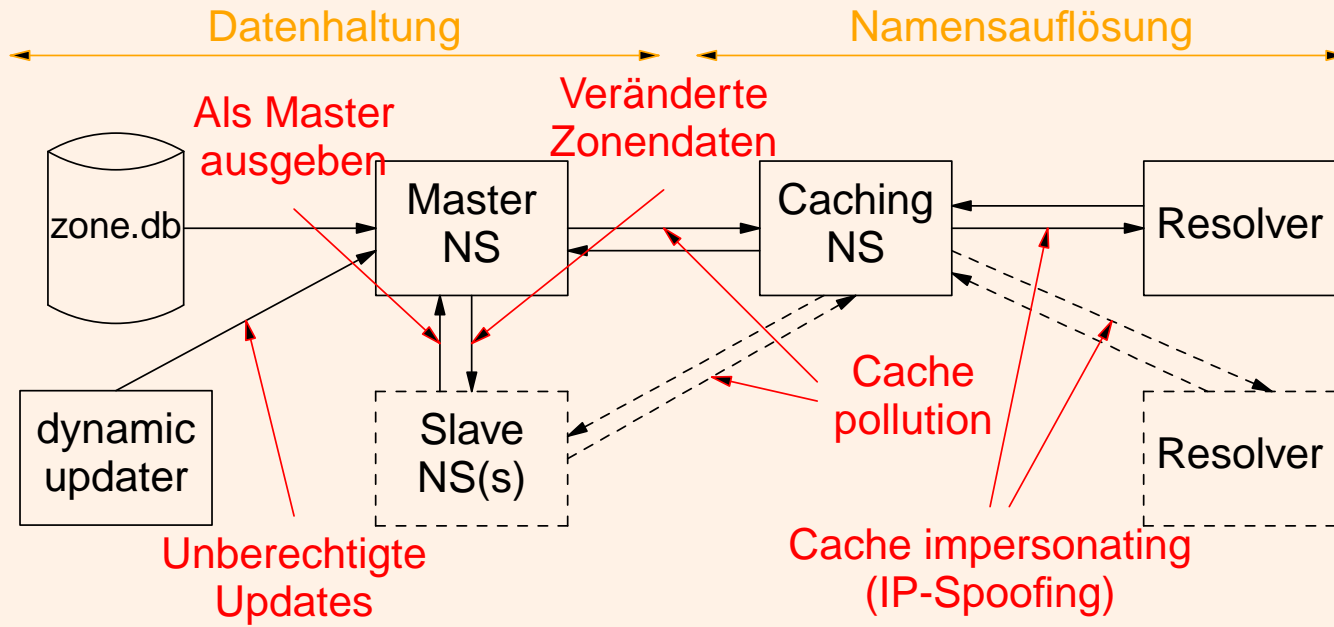 Datenhaltung
Namensauflösung
Als Master
ausgeben
Veränderte
Zonendaten
zone.db
Master
NS
Caching
NS
Resolver
dynamic
updater
Slave
NS(s)
Cache
pollution
Resolver
Unberechtigte
Updates
Cache impersonating
(IP-Spoofing)